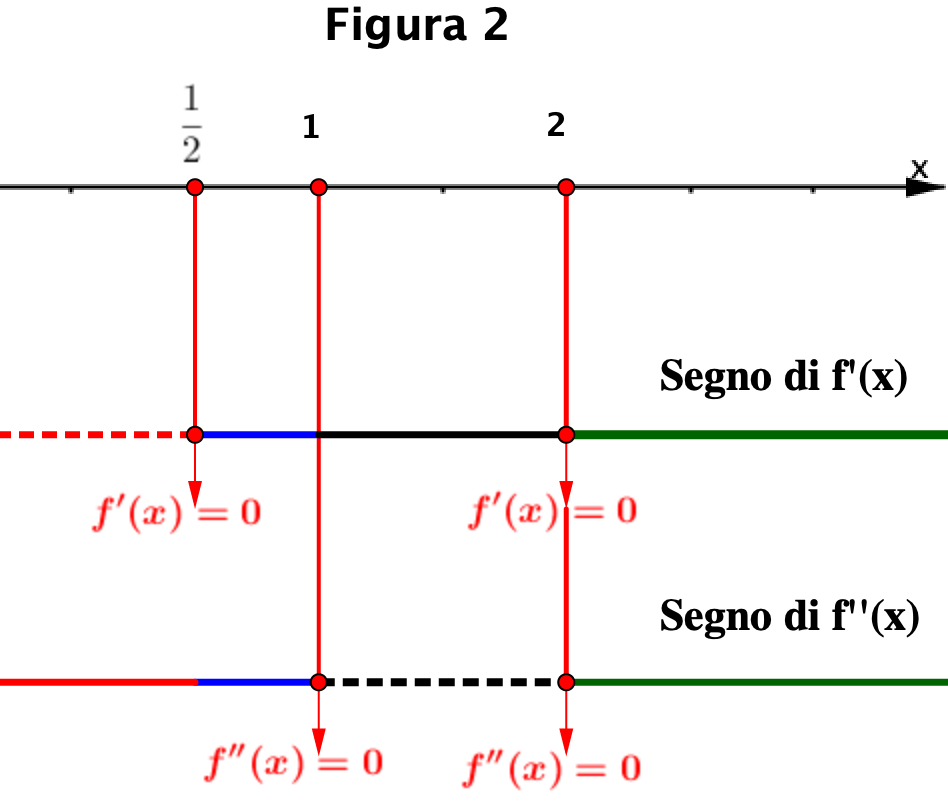 Figura 2
1/2
1
2
x
Segno di f'(x)
f′(x) = 0
f′(x) = 0
Segno di f''(x)
f″(x) = 0
f″(x) = 0